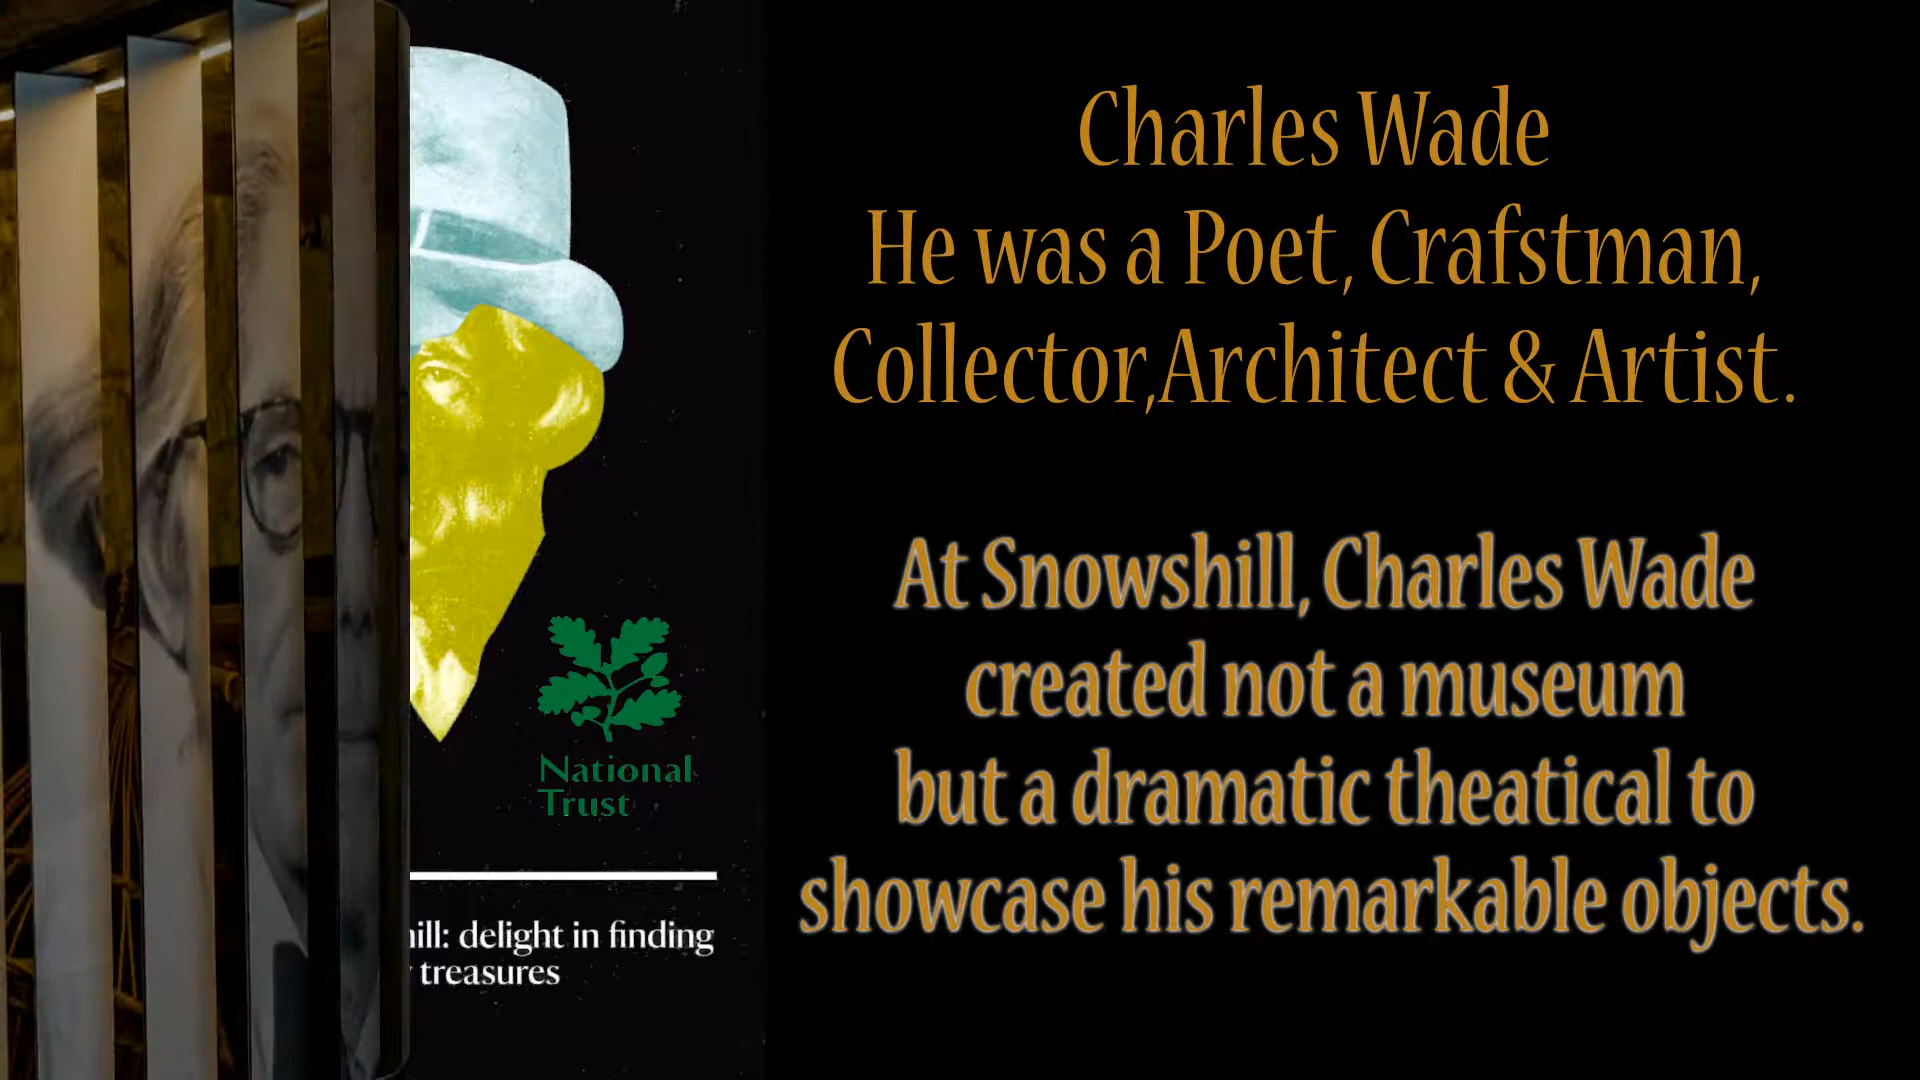 Charles Wade
He was a Poet, Crafstman,
Collector,Architect & Artist.
At Snowshill, Charles Wade
created not a museum
but a dramatic theatical to
showcase his remarkable objects.
National
Trust
delight in finding
treasures